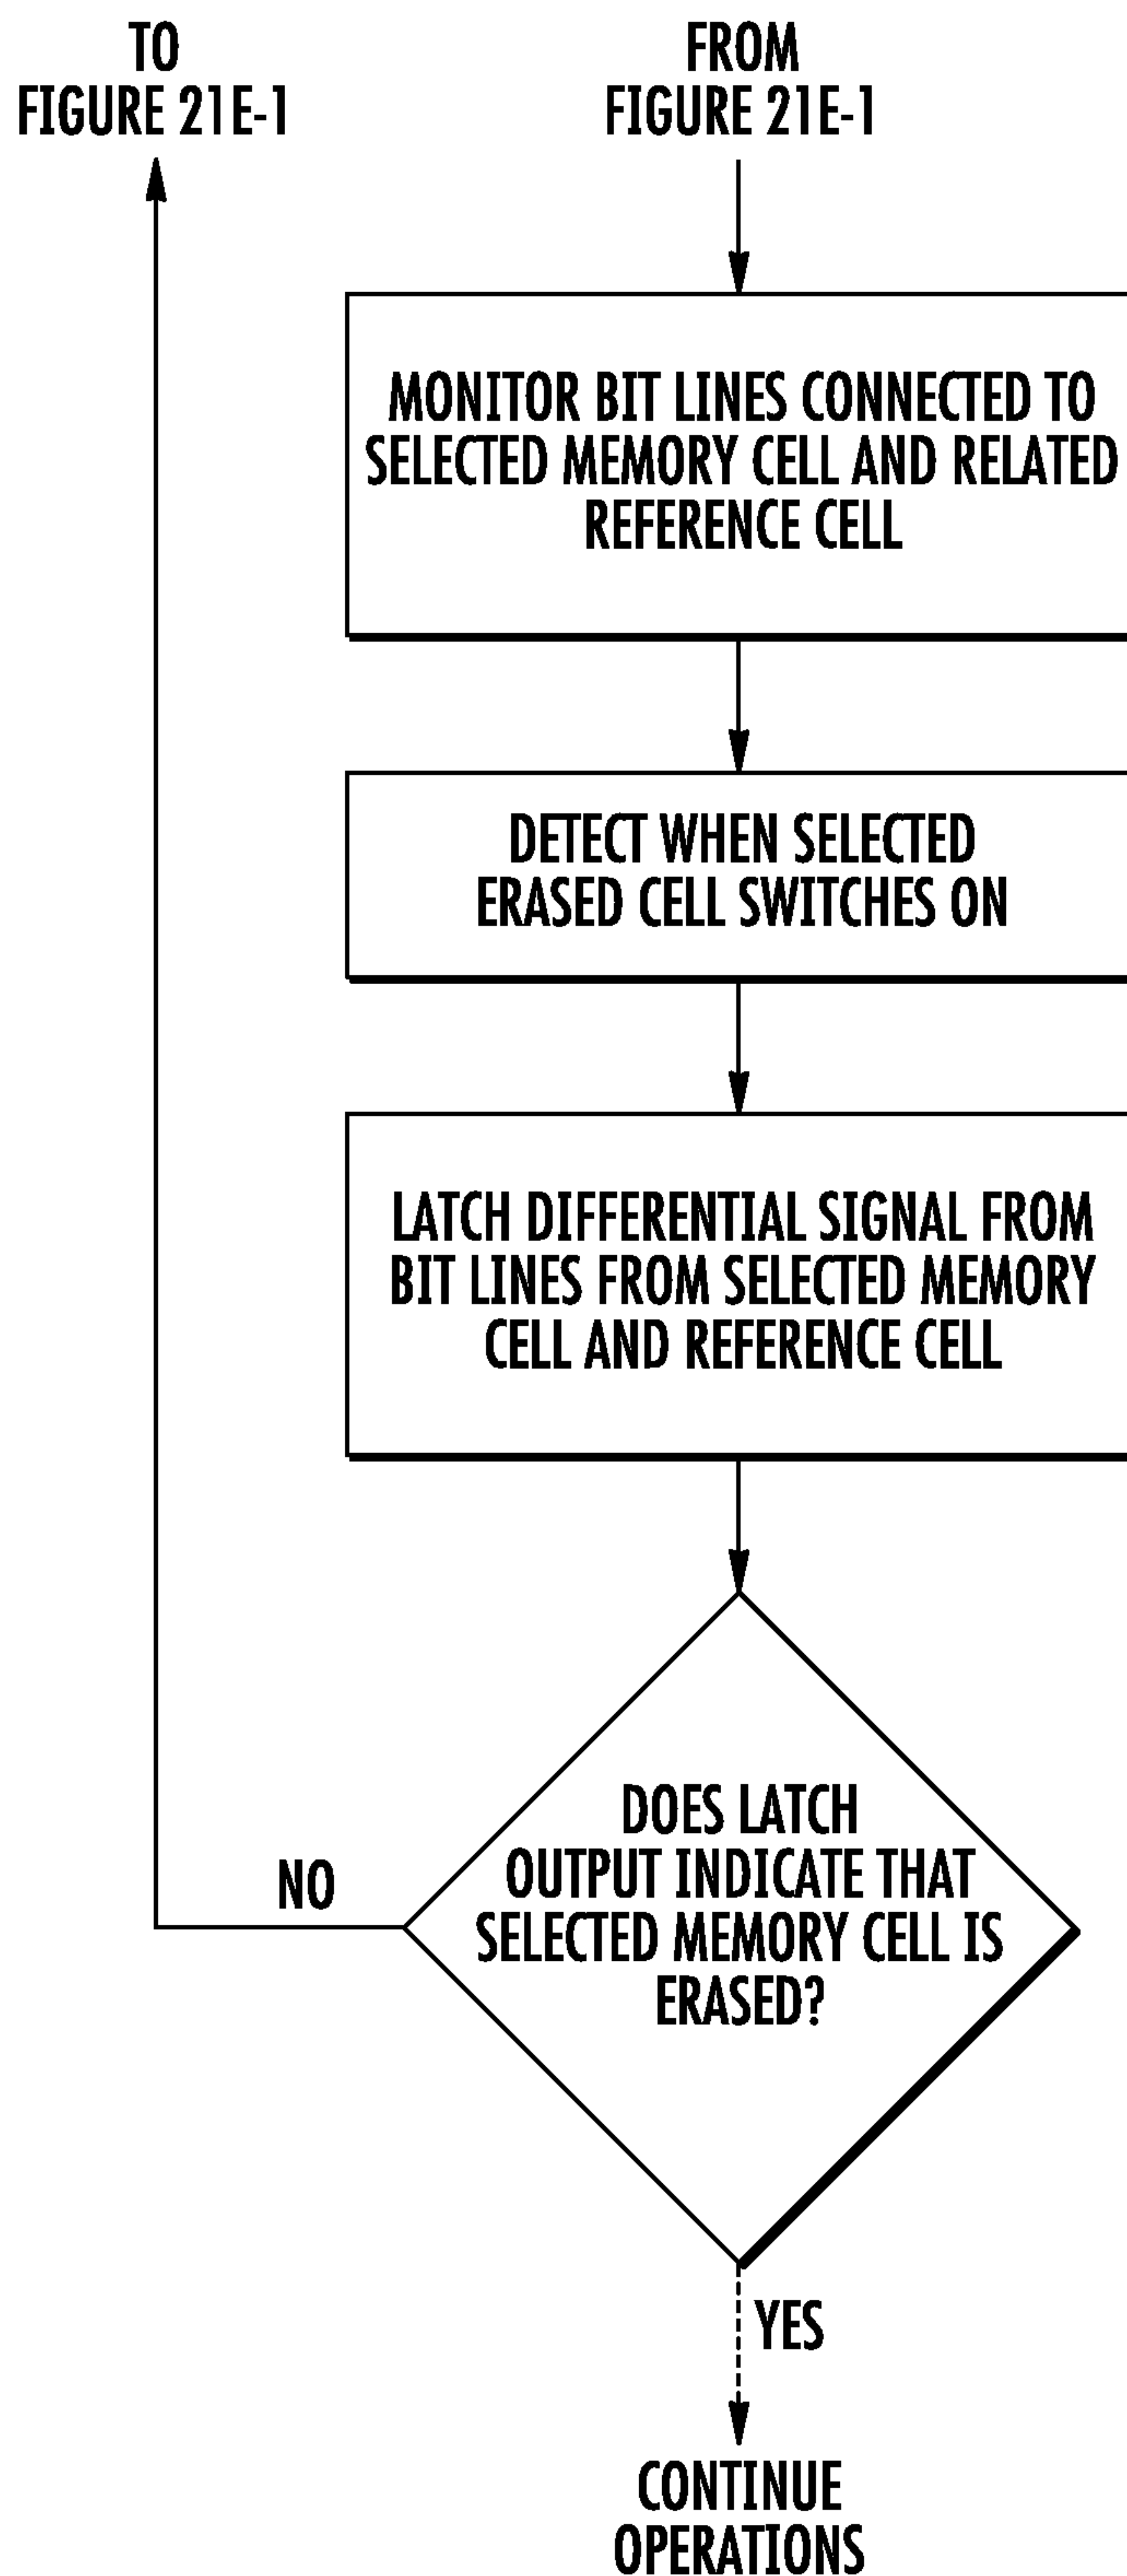 TO
FIGURE 21E-1
FROM
FIGURE 21E-1
MONITOR BIT LINES CONNECTED TO
SELECTED MEMORY CELL AND RELATED
REFERENCE CELL
DETECT WHEN SELECTED
ERASED CELL SWITCHES ON
LATCH DIFFERENTIAL SIGNAL FROM
BIT LINES FROM SELECTED MEMORY
CELL AND REFERENCE CELL
DOES LATCH
OUTPUT INDICATE THAT
SELECTED MEMORY CELL IS
ERASED?
NO
YES
CONTINUE
OPERATIONS